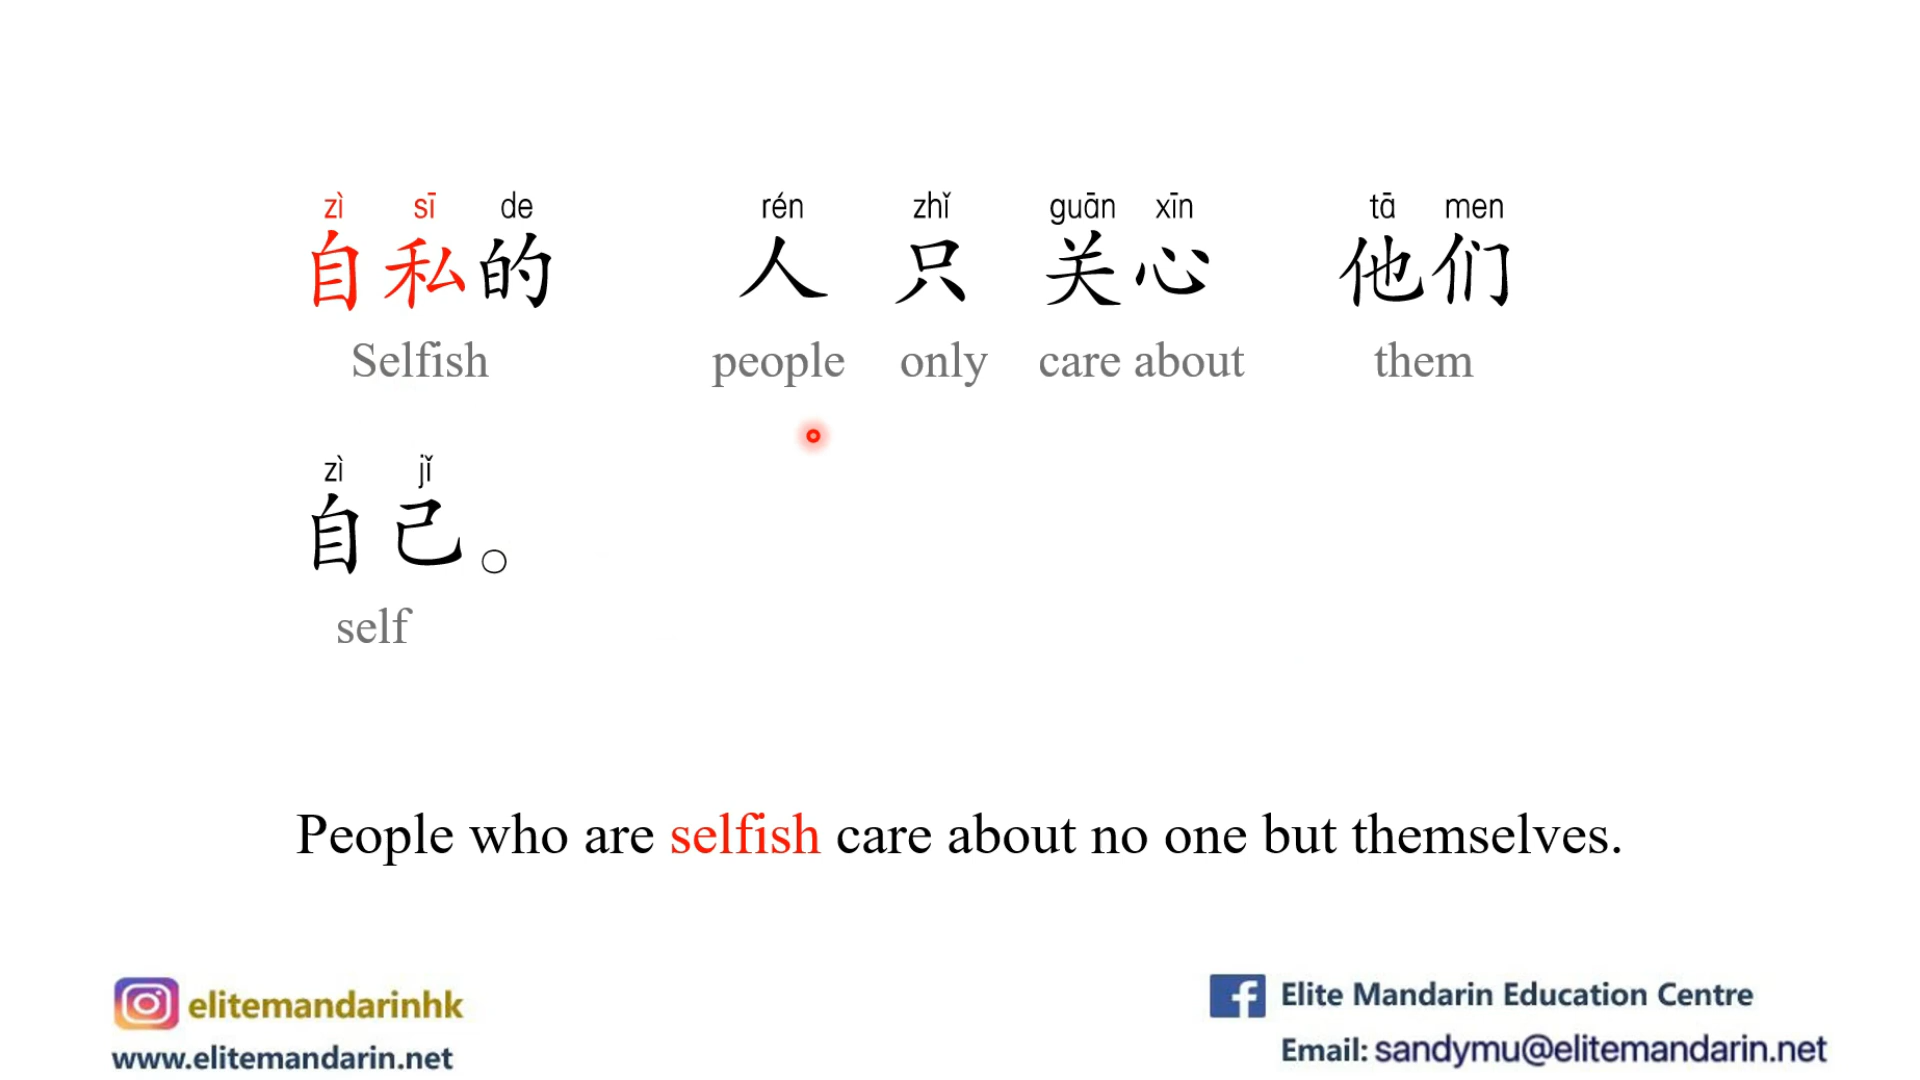 zì sī de rén zhǐ guān xīn tā men
自私的 人 只 关心 他们
Selfish people only care about them
zì jǐ
自己。
self
People who are selfish care about no one but themselves.
elitemandarinhk
www.elitemandarin.net
Elite Mandarin Education Centre
Email: sandymu@elitemandarin.net